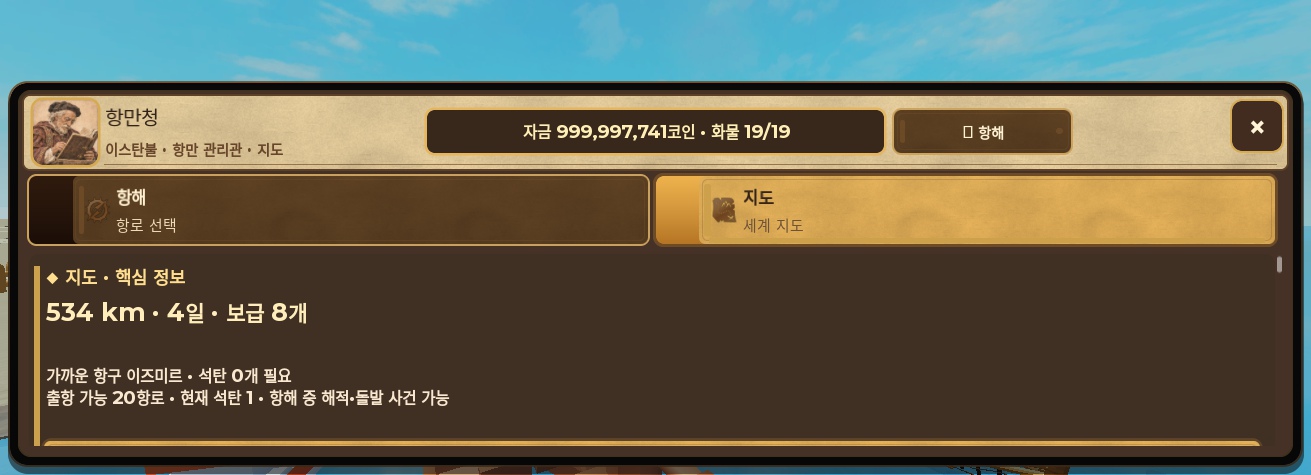 항만청
이스탄불 • 항만 관리관 • 지도
자금 999,997,741코인 • 화물 19/19
항해
×
항해
항로 선택
지도
세계 지도
◆ 지도 • 핵심 정보
534 km • 4일 • 보급 8개
가까운 항구 이즈미르 • 석탄 0개 필요
출항 가능 20항로 • 현재 석탄 1 • 항해 중 해적•돌발 사건 가능